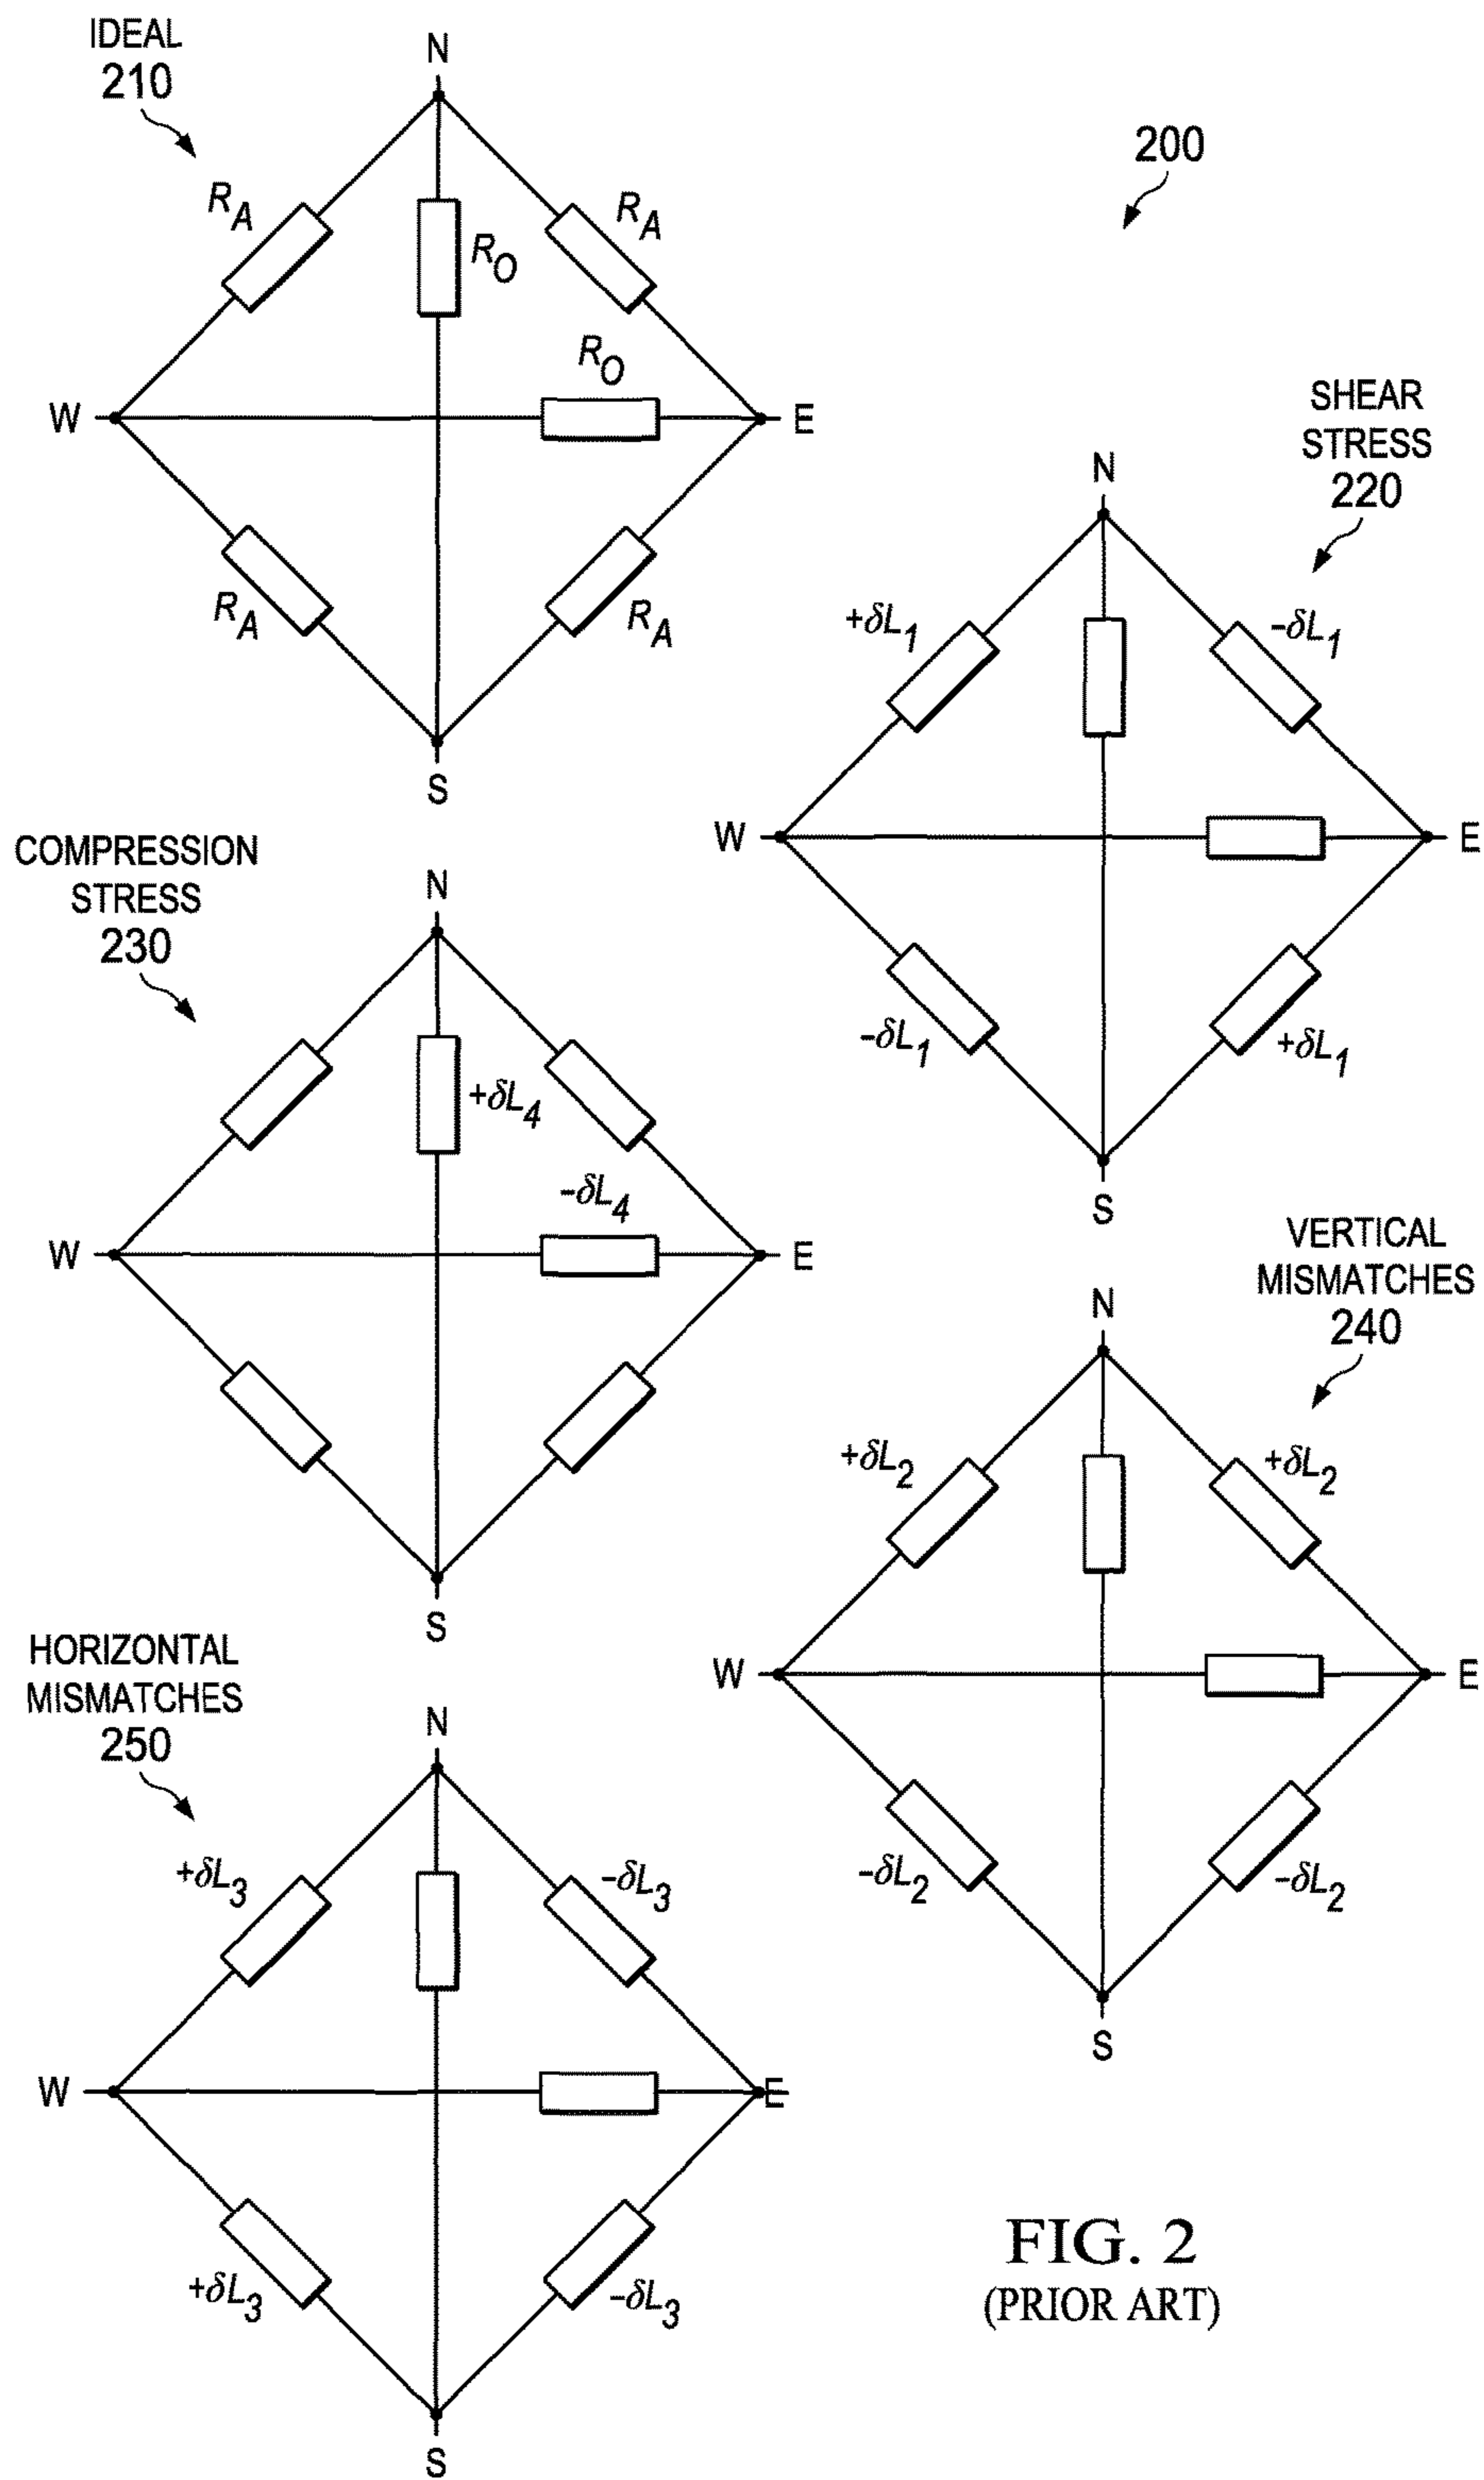 IDEAL
210
N
R_A
R_A
R_O
R_O
W
E
R_A
R_A
S
200
SHEAR
STRESS
220
N
+δL_1
-δL_1
W
E
-δL_1
+δL_1
S
COMPRESSION
STRESS
230
N
+δL_4
-δL_4
W
E
S
VERTICAL
MISMATCHES
240
N
+δL_2
+δL_2
W
E
-δL_2
-δL_2
S
HORIZONTAL
MISMATCHES
250
N
+δL_3
-δL_3
W
E
+δL_3
-δL_3
S
FIG. 2
(PRIOR ART)